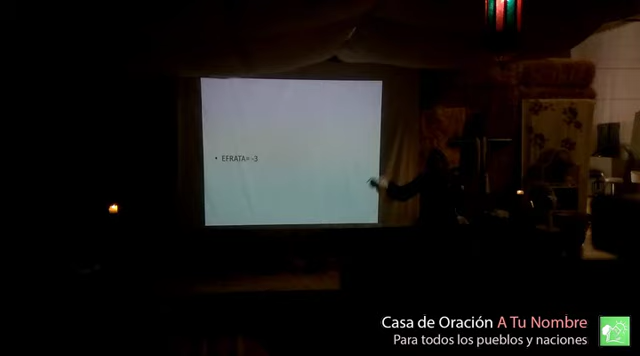 • EFRATA= -3
Casa de Oración A Tu Nombre
Para todos los pueblos y naciones